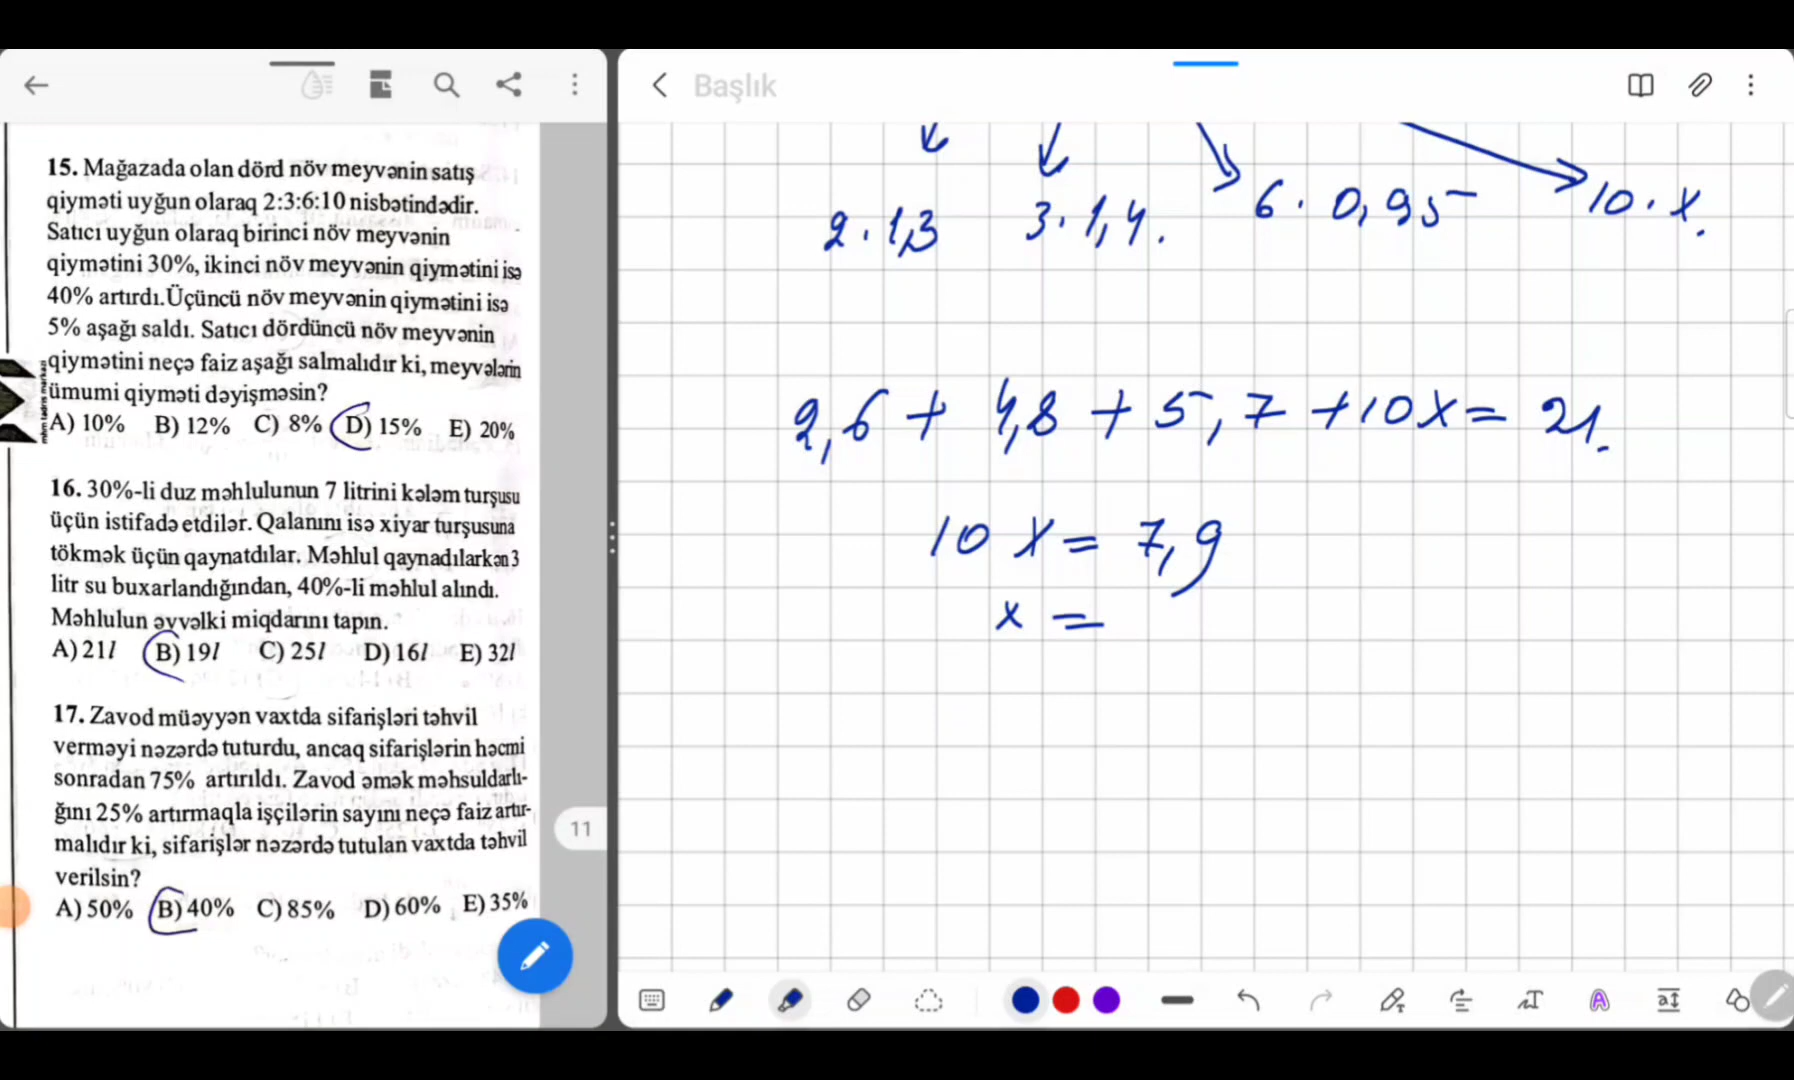 Başlık
15. Mağazada olan dörd növ meyvənin satış
qiyməti uyğun olaraq 2:3:6:10 nisbətindədir.
Satıcı uyğun olaraq birinci növ meyvənin
qiymətini 30%, ikinci növ meyvənin qiymətini isə
40% artırdı.Üçüncü növ meyvənin qiymətini isə
5% aşağı saldı. Satıcı dördüncü növ meyvənin
qiymətini neçə faiz aşağı salmalıdır ki, meyvələrin
ümumi qiyməti dəyişməsin?
A) 10% B) 12% C) 8% D) 15% E) 20%
16. 30%-li duz məhlulunun 7 litrini kələm turşusu
üçün istifadə etdilər. Qalanını isə xiyar turşusuna
tökmək üçün qaynatdılar. Məhlul qaynadılarkən 3
litr su buxarlandığından, 40%-li məhlul alındı.
Məhlulun əvvəlki miqdarını tapın.
A) 21l B) 19l C) 25l D) 16l E) 32l
17. Zavod müəyyən vaxtda sifarişləri təhvil
verməyi nəzərdə tuturdu, ancaq sifarişlərin həcmi
sonradan 75% artırıldı. Zavod əmək məhsuldarlı-
ğını 25% artırmaqla işçilərin sayını neçə faiz artır-
malıdır ki, sifarişlər nəzərdə tutulan vaxtda təhvil
verilsin?
A) 50% B) 40% C) 85% D) 60% E) 35%
11
2 · 1,3 3 · 1,4. 6 · 0,95 10 · x.
2,6 + 4,8 + 5,7 + 10x = 21.
10 x = 7,9
x =